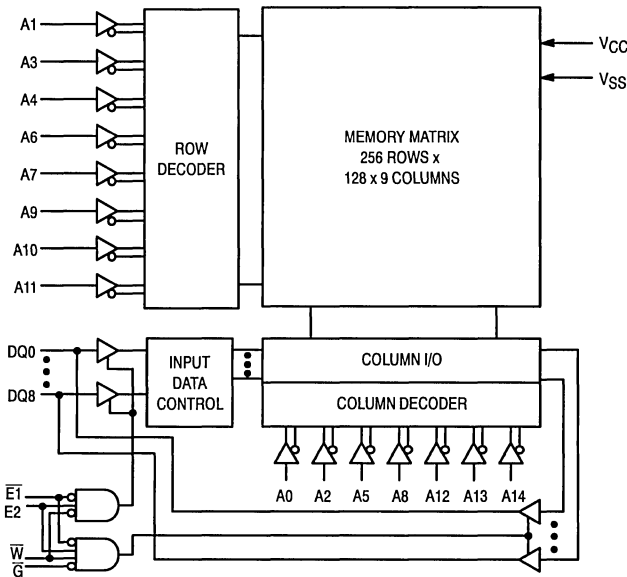 A1
A3
A4
A6
A7
A9
A10
A11
ROW
DECODER
MEMORY MATRIX
256 ROWS x
128 x 9 COLUMNS
VCC
VSS
DQ0
DQ8
INPUT
DATA
CONTROL
COLUMN I/O
COLUMN DECODER
A0 A2 A5 A8 A12 A13 A14
E1
E2
W
G